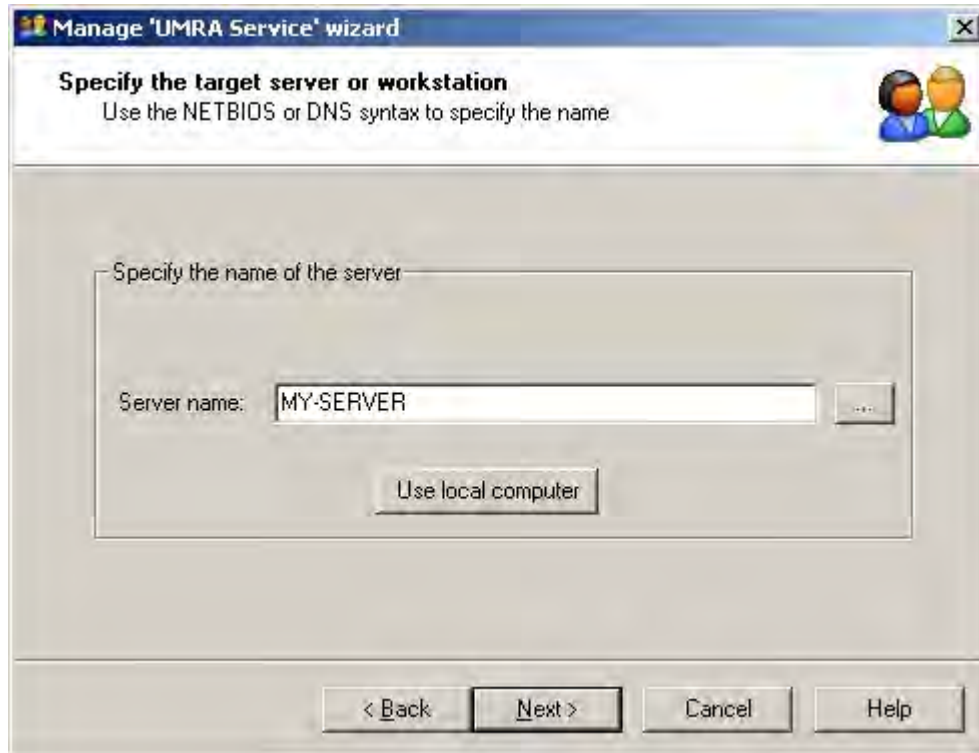 Manage 'UMRA Service' wizard
Specify the target server or workstation
Use the NETBIOS or DNS syntax to specify the name
Specify the name of the server
Server name: MY-SERVER ...
Use local computer
< Back Next > Cancel Help